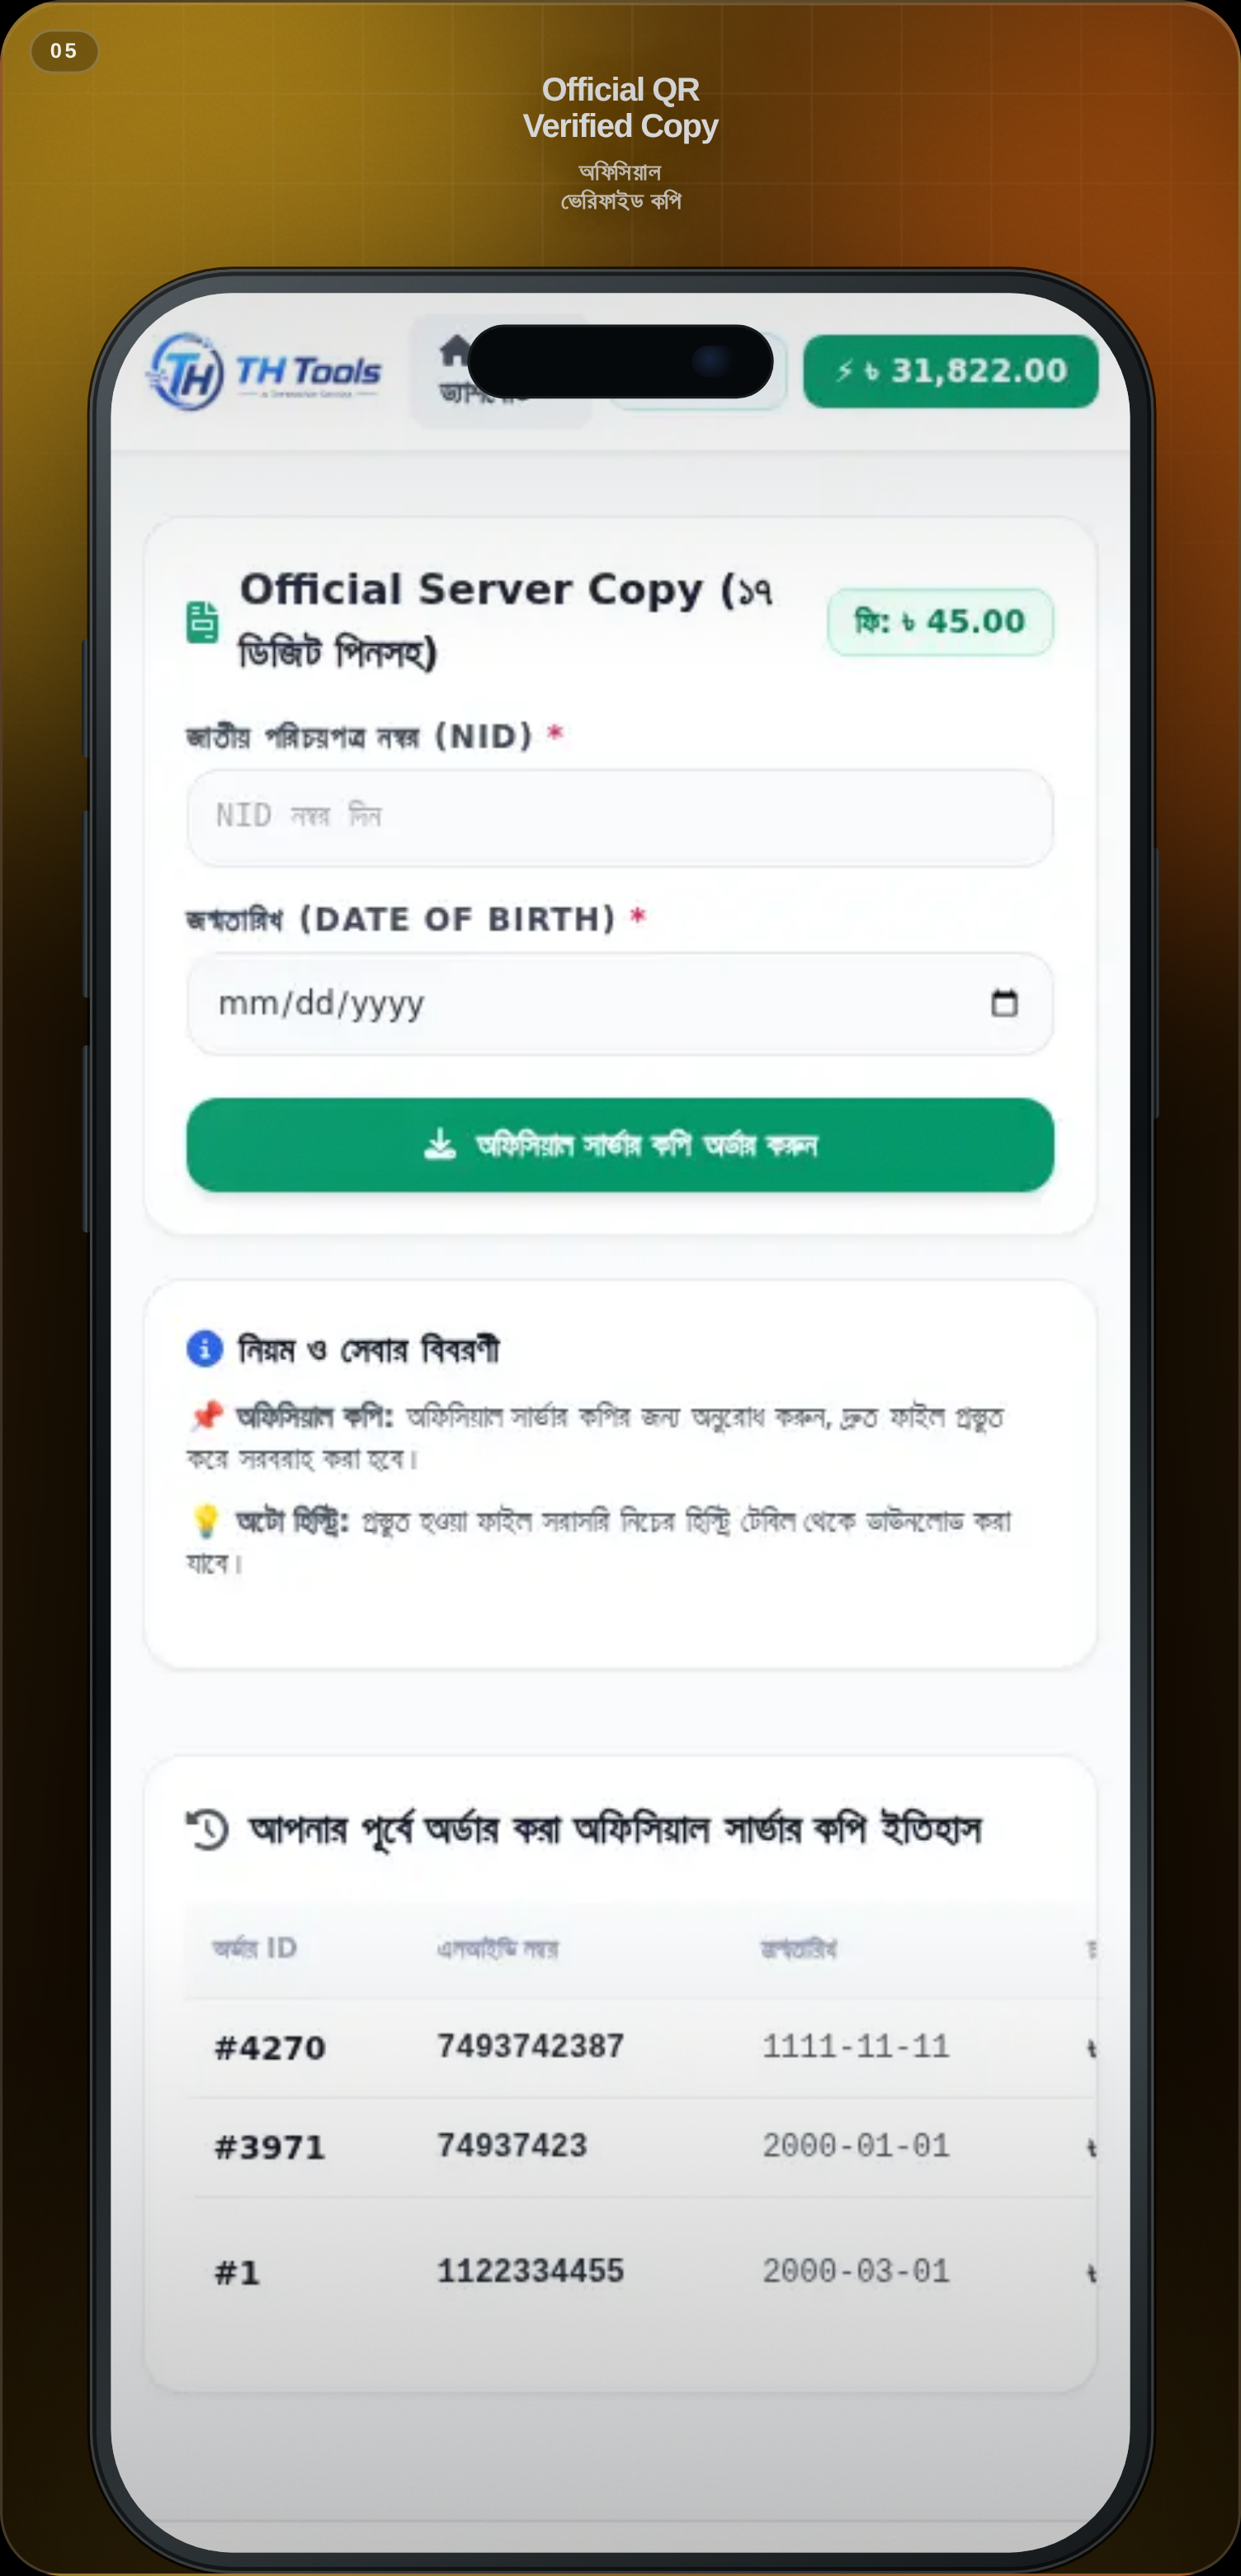 05
Official QR
Verified Copy
অফিসিয়াল
ভেরিফাইড কপি
TH Tools
⚡ ৳ 31,822.00
Official Server Copy (১৭
ডিজিট পিনসহ)
ফি: ৳ 45.00
জাতীয় পরিচয়পত্র নম্বর (NID) *
NID নম্বর দিন
জন্মতারিখ (DATE OF BIRTH) *
mm/dd/yyyy
অফিসিয়াল সার্ভার কপি অর্ডার করুন
নিয়ম ও সেবার বিবরণী
📌 অফিসিয়াল কপি: অফিসিয়াল সার্ভার কপির জন্য অনুরোধ করুন, দ্রুত ফাইল প্রস্তুত
করে সরবরাহ করা হবে।
💡 অটো হিস্ট্রি: প্রস্তুত হওয়া ফাইল সরাসরি নিচের হিস্ট্রি টেবিল থেকে ডাউনলোড করা
যাবে।
আপনার পূর্বে অর্ডার করা অফিসিয়াল সার্ভার কপি ইতিহাস
অর্ডার ID এনআইডি নম্বর জন্মতারিখ
#4270 7493742387 1111-11-11 ৳
#3971 74937423 2000-01-01 ৳
#1 1122334455 2000-03-01 ৳